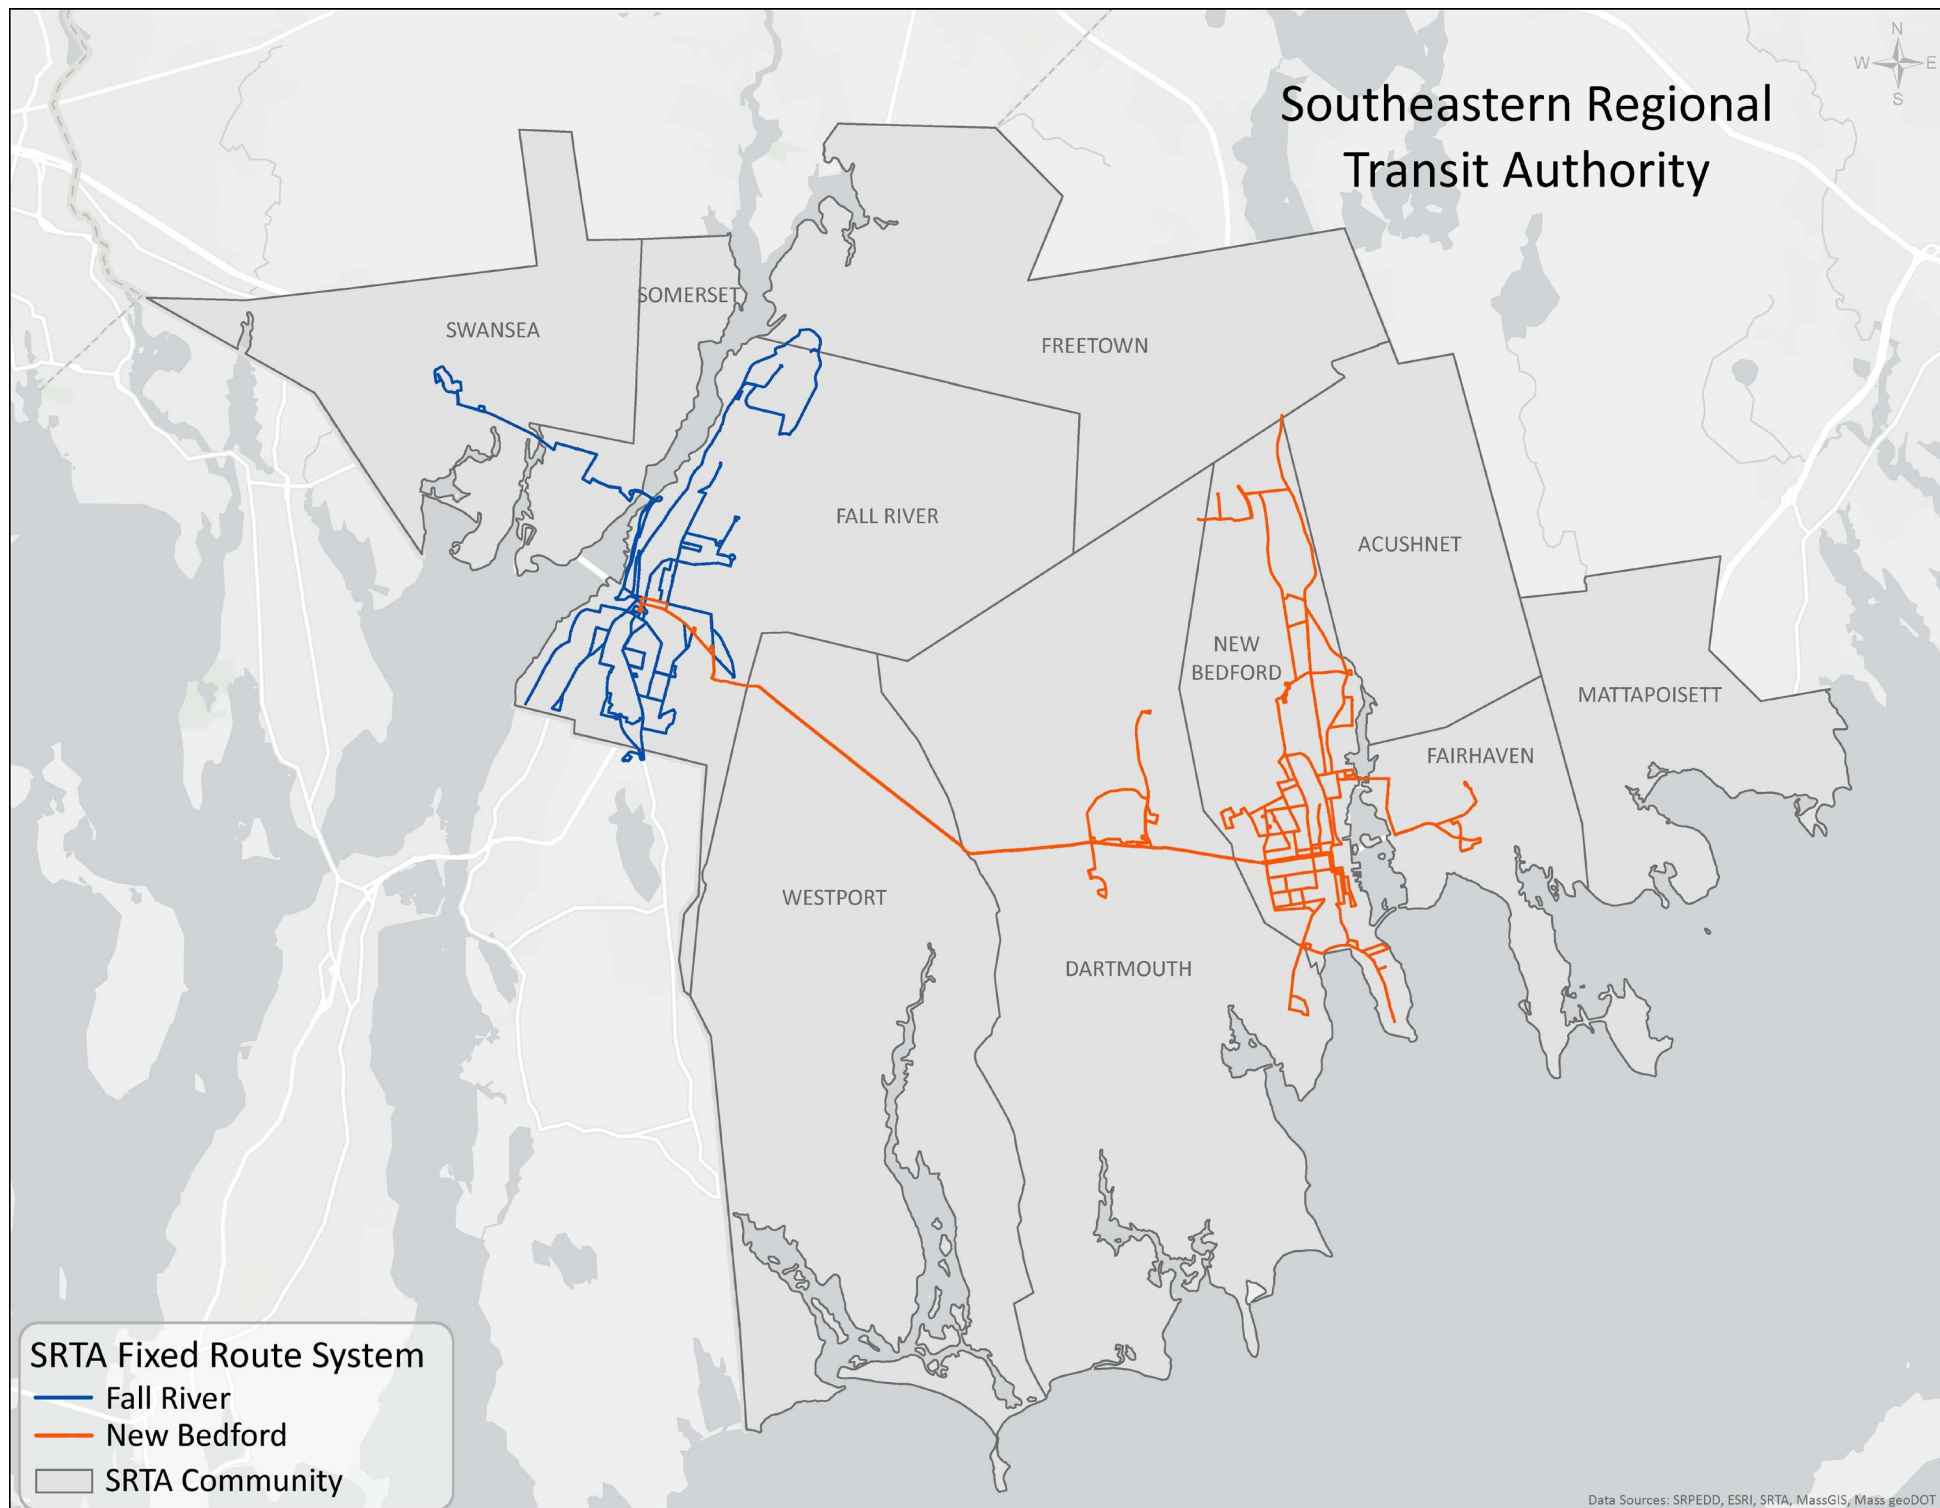 N
W E
S
Southeastern Regional
Transit Authority
SOMERSET
SWANSEA
FREETOWN
FALL RIVER
ACUSHNET
NEW
BEDFORD
MATTAPOISETT
FAIRHAVEN
WESTPORT
DARTMOUTH
SRTA Fixed Route System
Fall River
New Bedford
SRTA Community
Data Sources: SRPEDD, ESRI, SRTA, MassGIS, Mass geoDOT